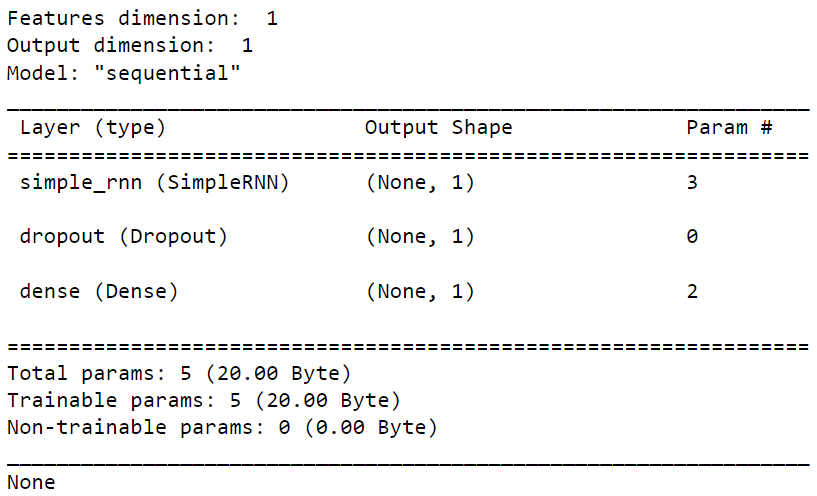 Features dimension:  1
Output dimension:  1
Model: "sequential"
_________________________________________________________________
 Layer (type)                Output Shape              Param #
=================================================================
 simple_rnn (SimpleRNN)      (None, 1)                 3
 dropout (Dropout)           (None, 1)                 0
 dense (Dense)               (None, 1)                 2
=================================================================
Total params: 5 (20.00 Byte)
Trainable params: 5 (20.00 Byte)
Non-trainable params: 0 (0.00 Byte)
_________________________________________________________________
None